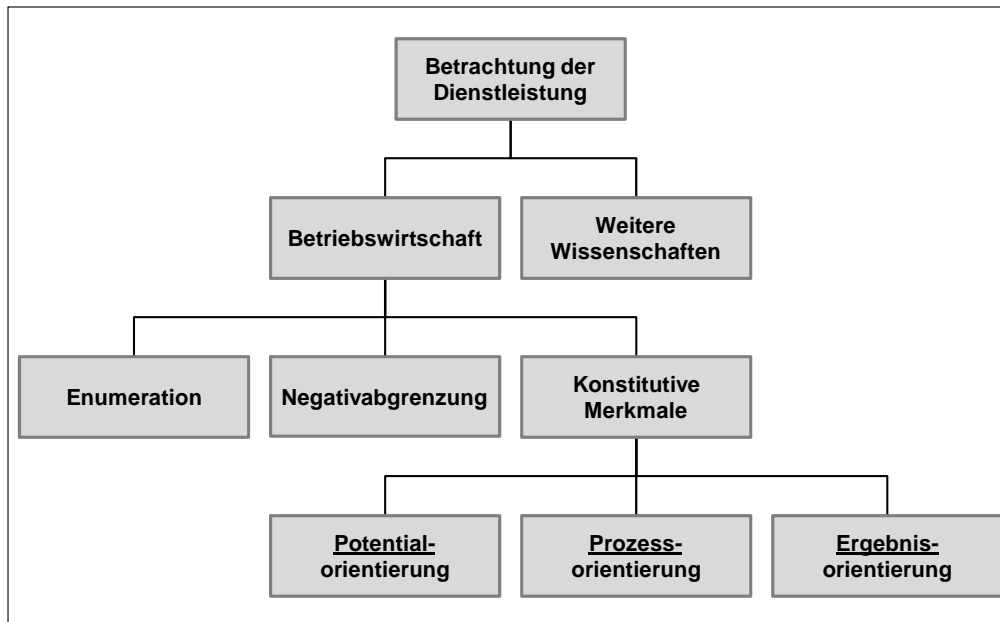 Betrachtung der
Dienstleistung
Betriebswirtschaft
Weitere
Wissenschaften
Enumeration
Negativabgrenzung
Konstitutive
Merkmale
Potential-
orientierung
Prozess-
orientierung
Ergebnis-
orientierung